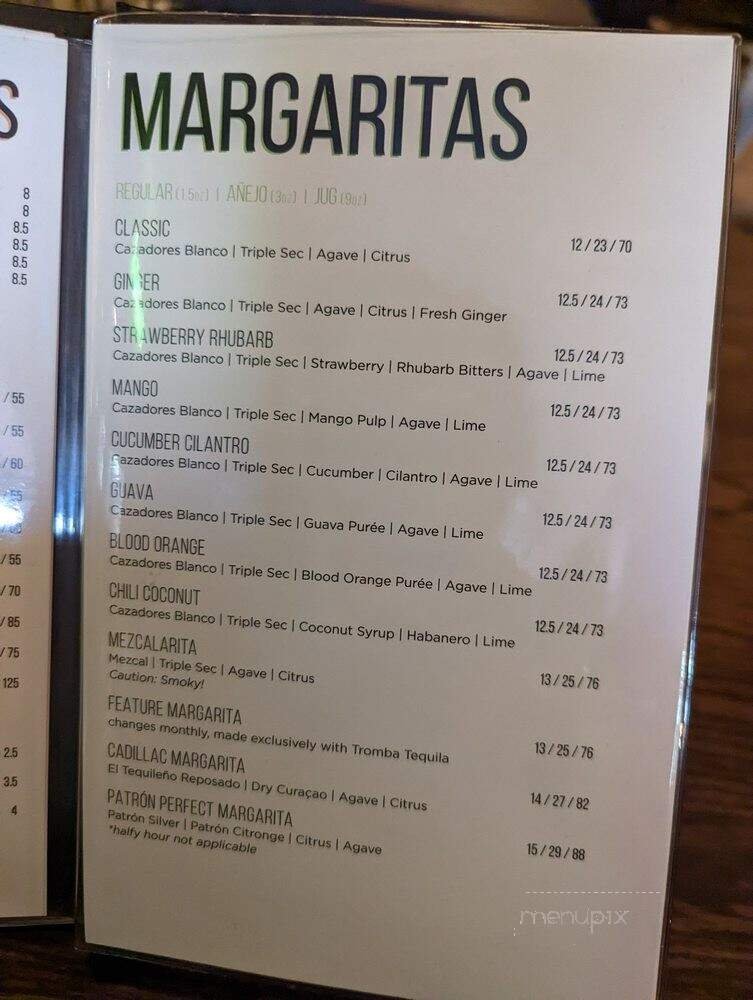 S
8
8
8.5
8.5
8.5
8.5
/ 55
/ 55
/ 60
/ 55
/ 55
/ 70
/ 85
/ 75
125
2.5
3.5
4
MARGARITAS
REGULAR (1.5oz) | AÑEJO (3oz) | JUG (9oz)
CLASSIC 12 / 23 / 70
Cazadores Blanco | Triple Sec | Agave | Citrus
GINGER 12.5 / 24 / 73
Cazadores Blanco | Triple Sec | Agave | Citrus | Fresh Ginger
STRAWBERRY RHUBARB 12.5 / 24 / 73
Cazadores Blanco | Triple Sec | Strawberry | Rhubarb Bitters | Agave | Lime
MANGO 12.5 / 24 / 73
Cazadores Blanco | Triple Sec | Mango Pulp | Agave | Lime
CUCUMBER CILANTRO 12.5 / 24 / 73
Cazadores Blanco | Triple Sec | Cucumber | Cilantro | Agave | Lime
GUAVA 12.5 / 24 / 73
Cazadores Blanco | Triple Sec | Guava Purée | Agave | Lime
BLOOD ORANGE 12.5 / 24 / 73
Cazadores Blanco | Triple Sec | Blood Orange Purée | Agave | Lime
CHILI COCONUT 12.5 / 24 / 73
Cazadores Blanco | Triple Sec | Coconut Syrup | Habanero | Lime
MEZCALARITA 13 / 25 / 76
Mezcal | Triple Sec | Agave | Citrus
Caution: Smoky!
FEATURE MARGARITA 13 / 25 / 76
changes monthly, made exclusively with Tromba Tequila
CADILLAC MARGARITA 14 / 27 / 82
El Tequileño Reposado | Dry Curaçao | Agave | Citrus
PATRÓN PERFECT MARGARITA 15 / 29 / 88
Patrón Silver | Patrón Citronge | Citrus | Agave
*halfy hour not applicable
menupix